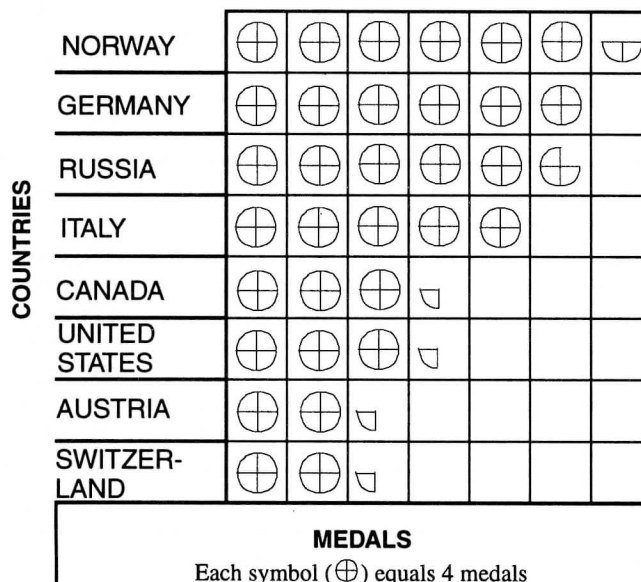 COUNTRIES
NORWAY
GERMANY
RUSSIA
ITALY
CANADA
UNITED
STATES
AUSTRIA
SWITZER-
LAND
MEDALS
Each symbol (⊕) equals 4 medals